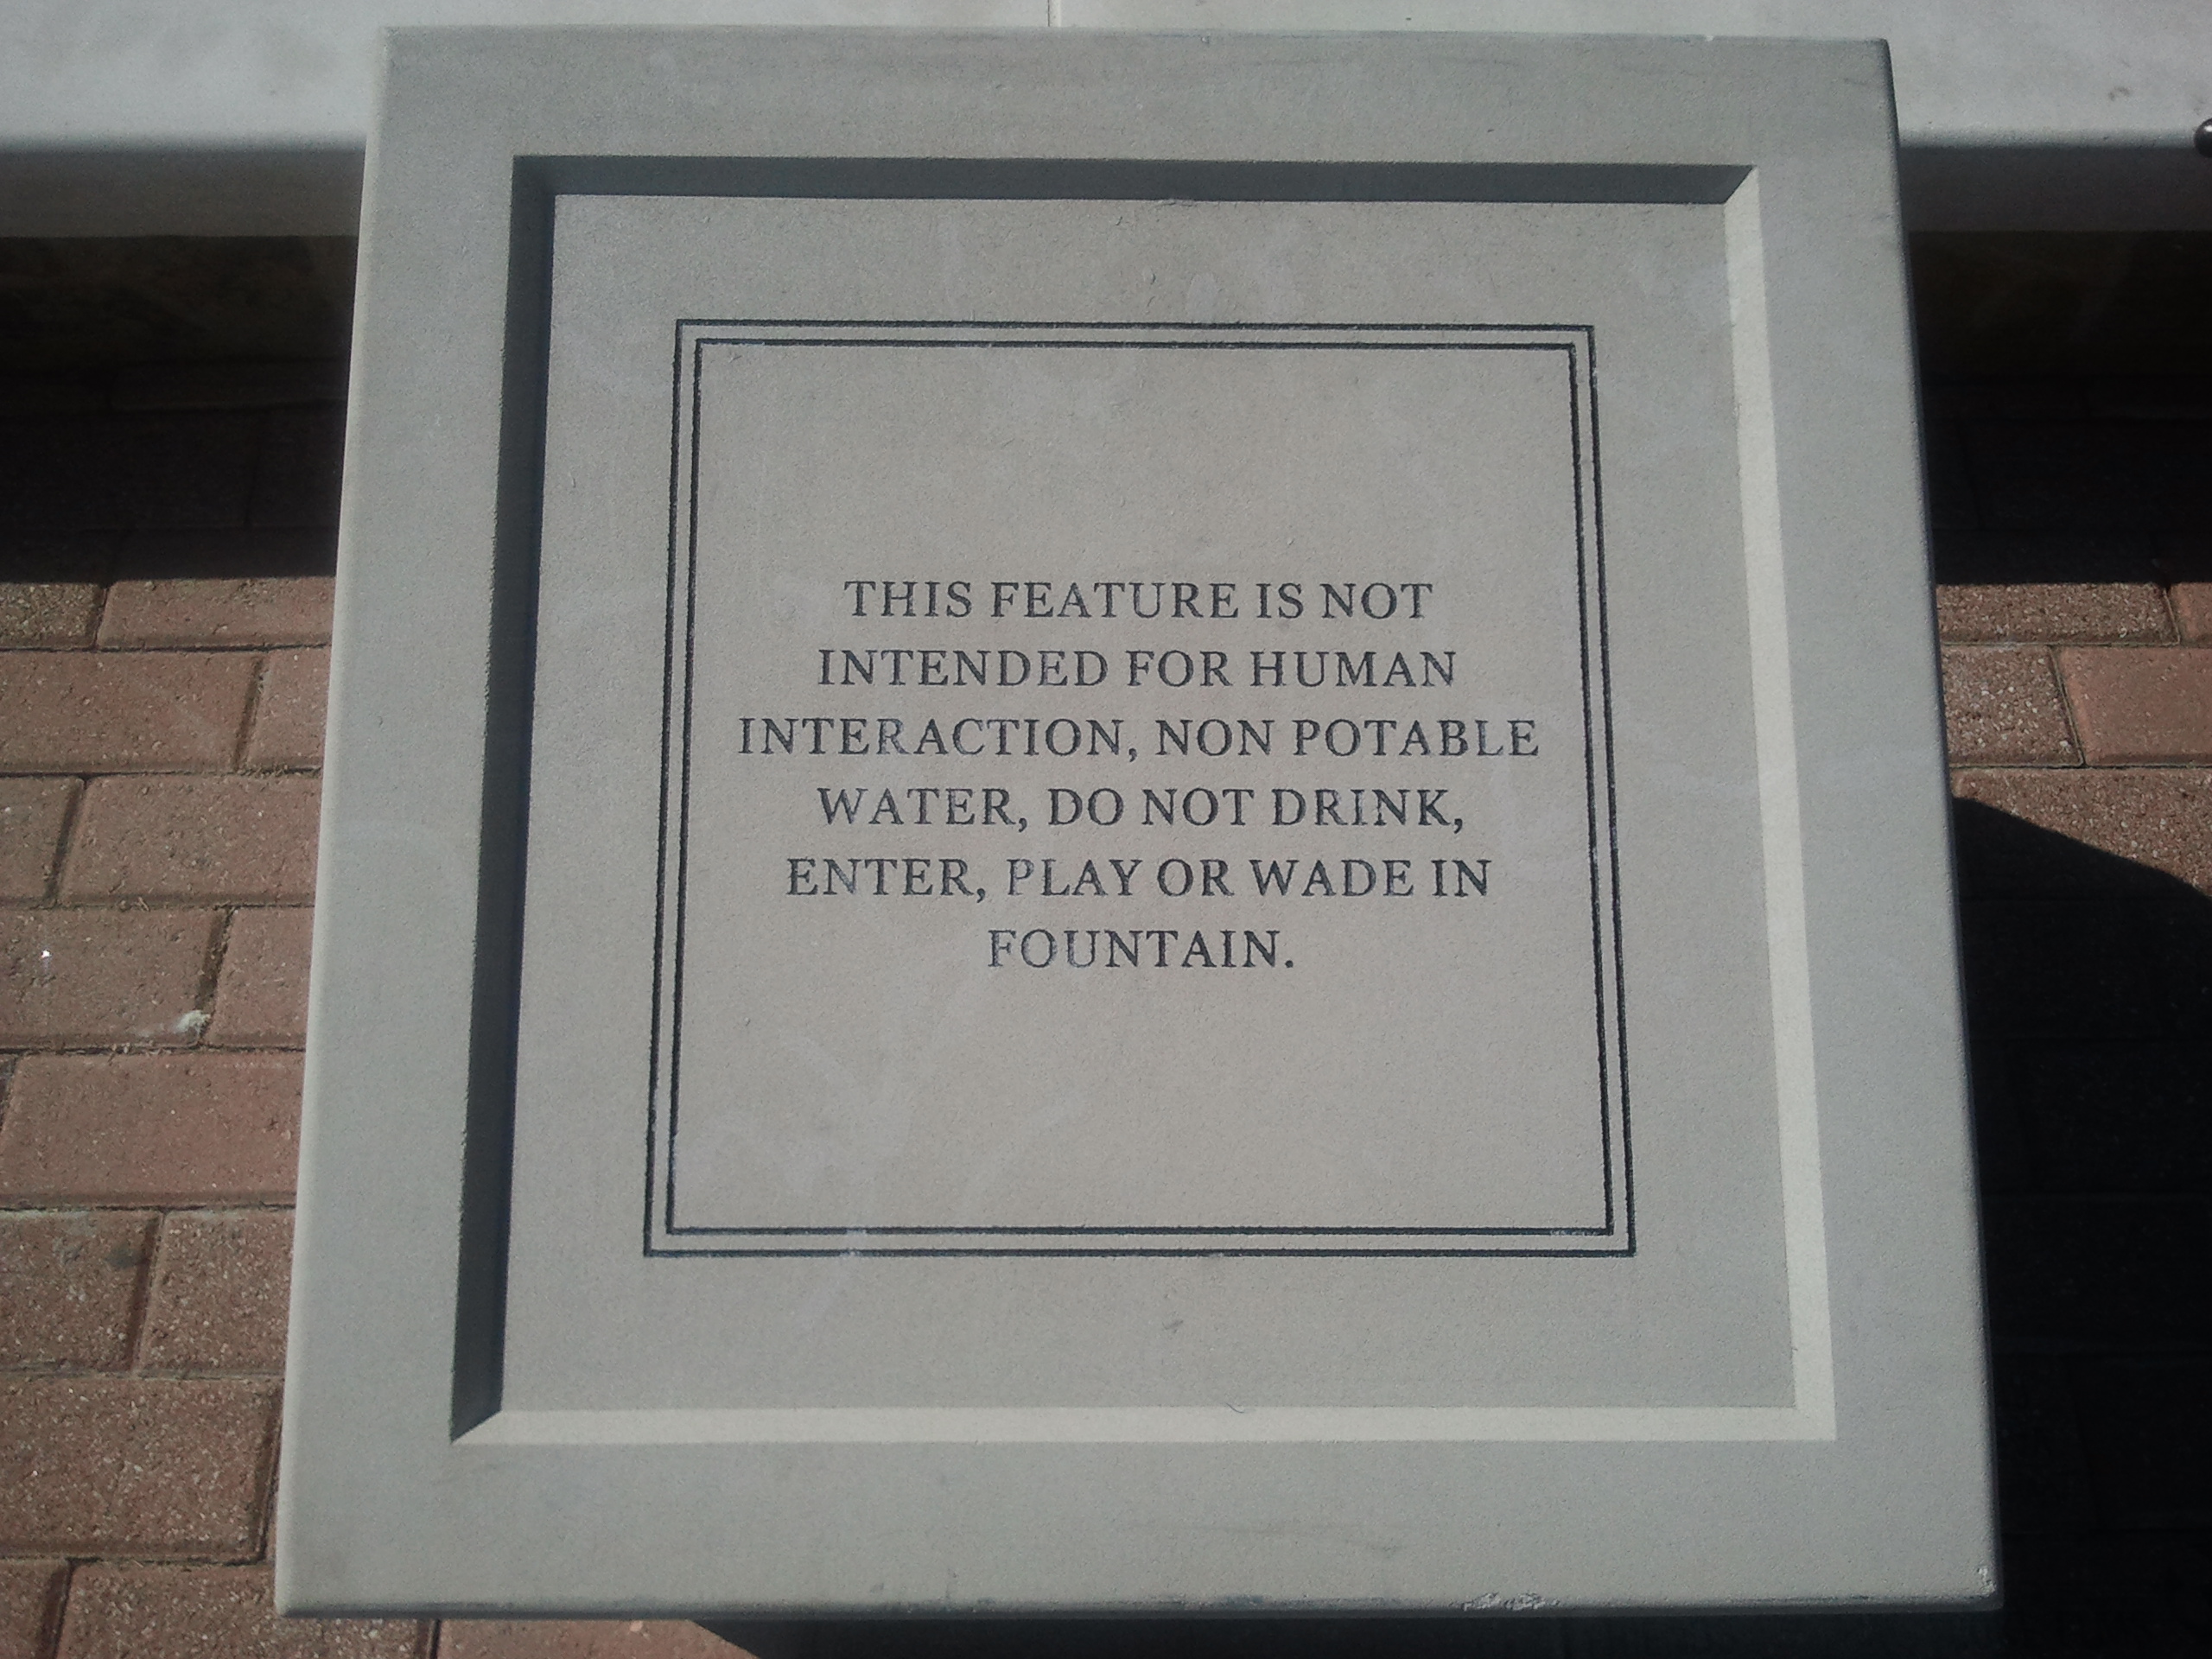 THIS FEATURE IS NOT
INTENDED FOR HUMAN
INTERACTION, NON POTABLE
WATER, DO NOT DRINK,
ENTER, PLAY OR WADE IN
FOUNTAIN.